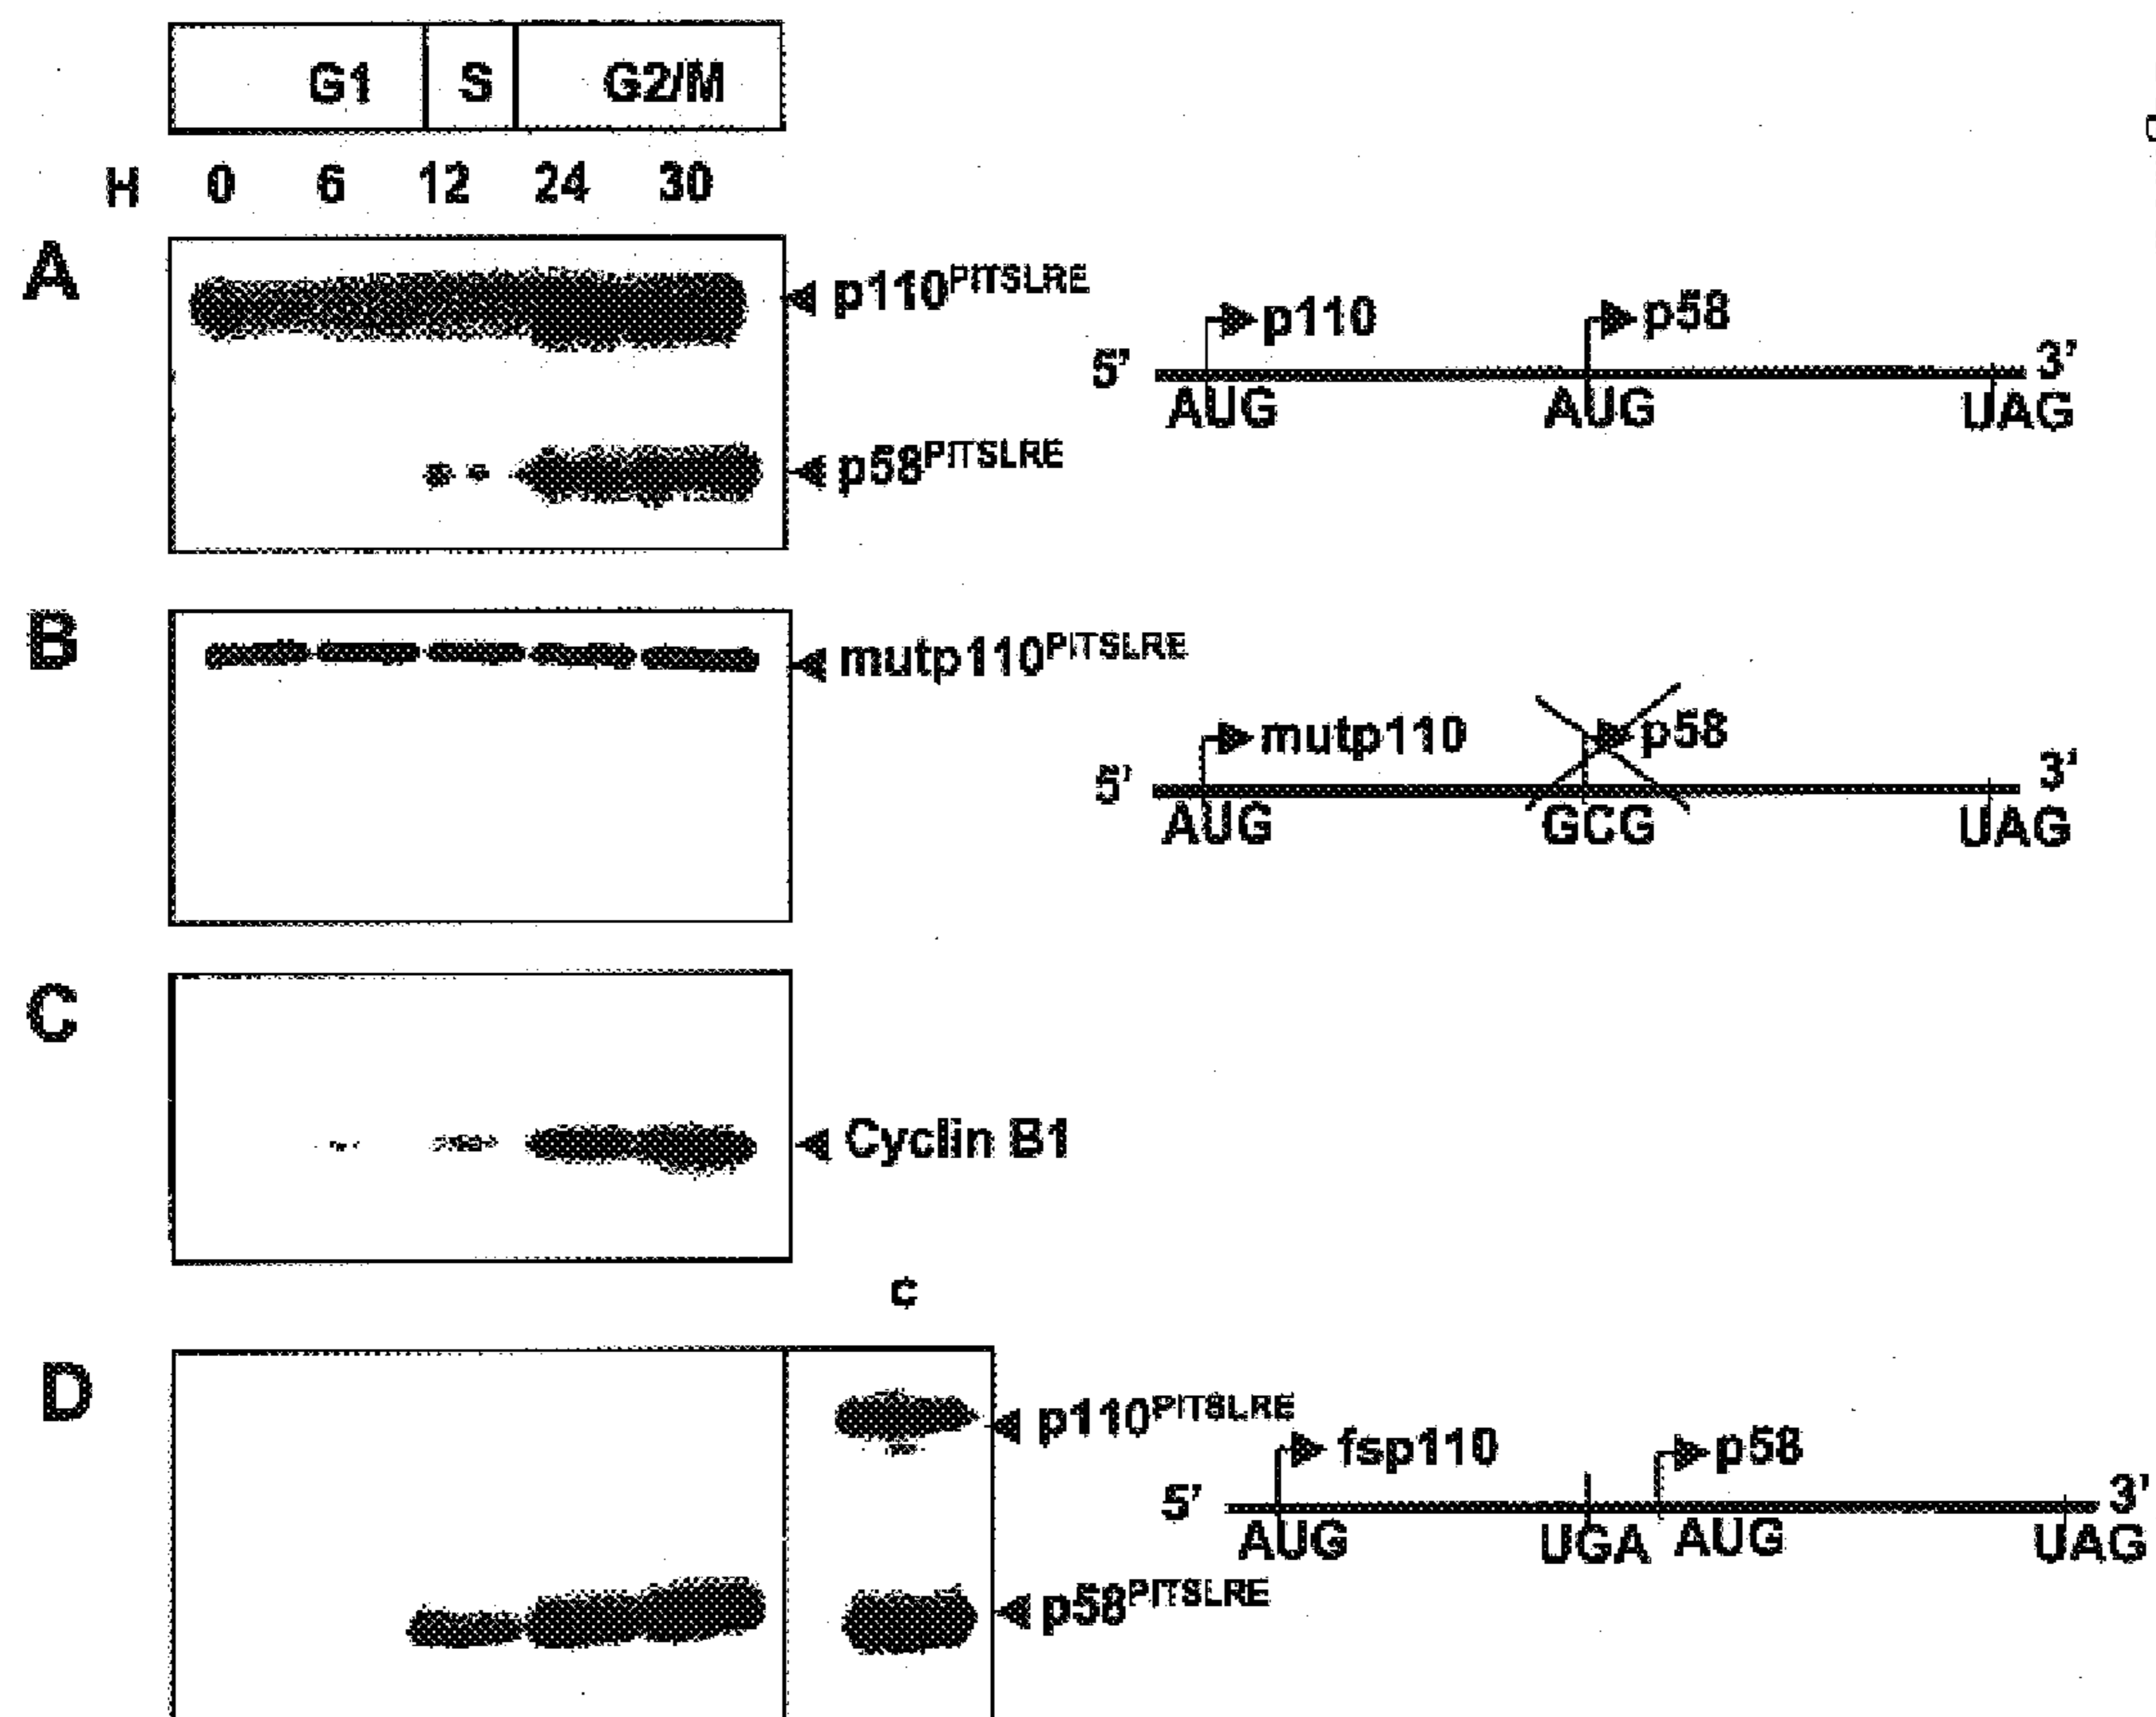 G1 S G2/M
H 0 6 12 24 30
A
p110PITSLRE
p58PITSLRE
p110 p58
5' 3'
AUG AUG UAG
B
mutp110PITSLRE
mutp110 p58
5' 3'
AUG GCG UAG
C
Cyclin B1
c
D
p110PITSLRE
p58PITSLRE
fsp110 p58
5' 3'
AUG UGA AUG UAG